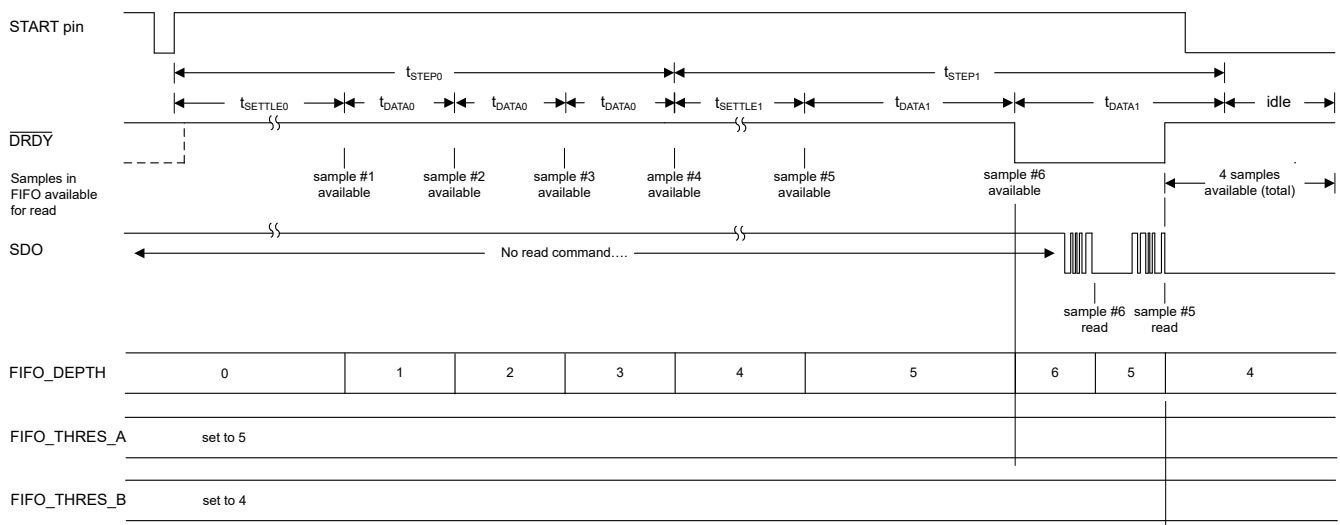 START pin
tSTEP0
tSTEP1
tSETTLE0
tDATA0
tDATA0
tDATA0
tSETTLE1
tDATA1
tDATA1
idle
DRDY
Samples in
FIFO available
for read
sample #1
available
sample #2
available
sample #3
available
ample #4
available
sample #5
available
sample #6
available
4 samples
available (total)
SDO
No read command....
sample #6
read
sample #5
read
FIFO_DEPTH
0
1
2
3
4
5
6
5
4
FIFO_THRES_A
set to 5
FIFO_THRES_B
set to 4